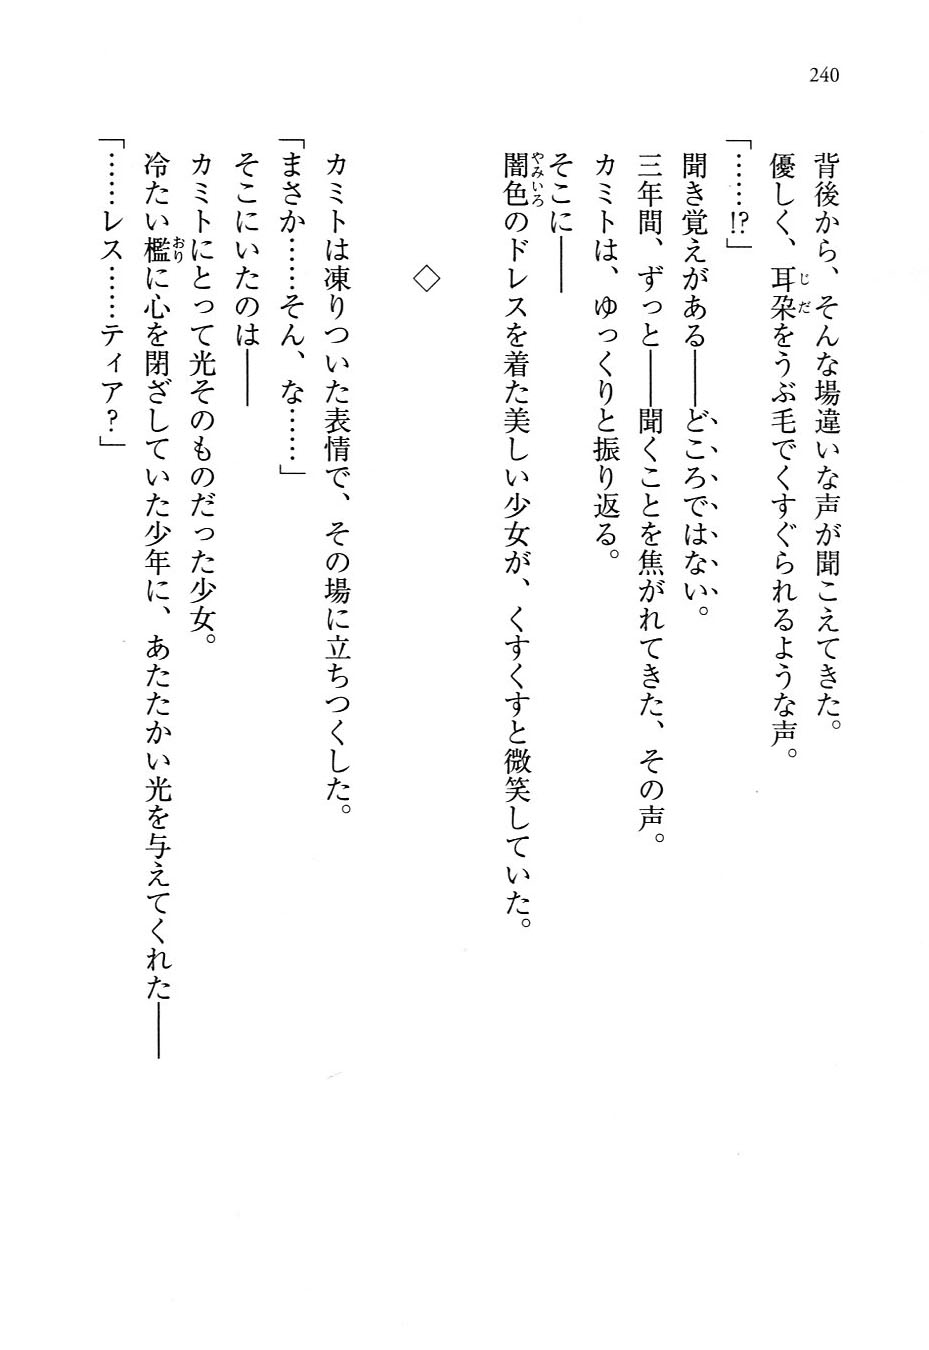 240
背後から、そんな場違いな声が聞こえてきた。
優しく、耳朶をうぶ毛でくすぐられるような声。
「……!?」
聞き覚えがある――どころではない。
三年間、ずっと――聞くことを焦がれてきた、その声。
カミトは、ゆっくりと振り返る。
そこに――
闇色のドレスを着た美しい少女が、くすくすと微笑していた。
◇
カミトは凍りついた表情で、その場に立ちつくした。
「まさか……そん、な……」
そこにいたのは――
カミトにとって光そのものだった少女。
冷たい檻に心を閉ざしていた少年に、あたたかい光を与えてくれた――
「……レス……ティア?」